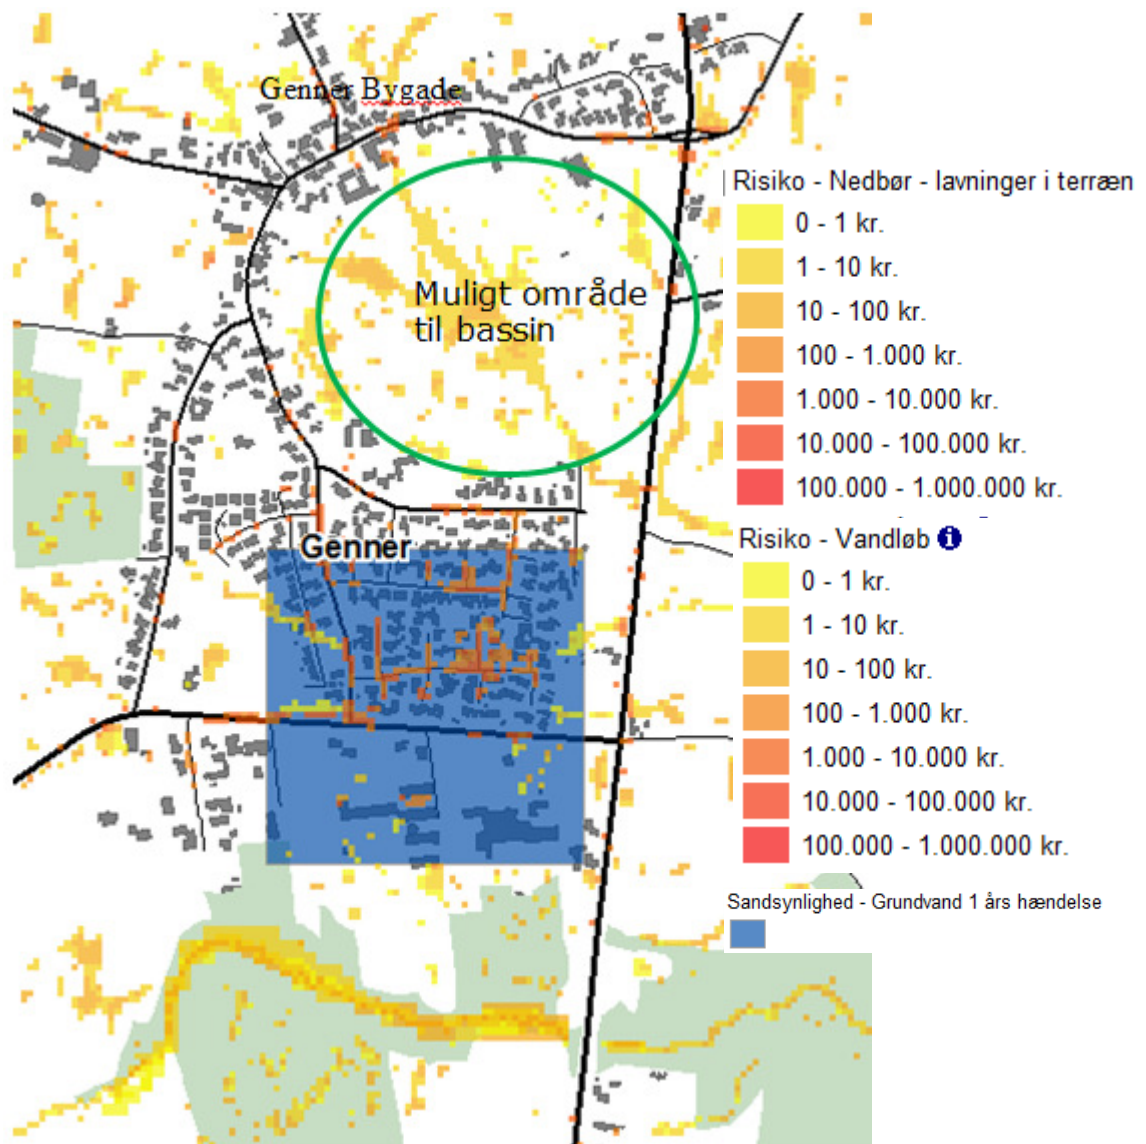 Genner Bygade
Muligt område
til bassin
Genner
Risiko - Nedbør - lavninger i terræn
0 - 1 kr.
1 - 10 kr.
10 - 100 kr.
100 - 1.000 kr.
1.000 - 10.000 kr.
10.000 - 100.000 kr.
100.000 - 1.000.000 kr.
Risiko - Vandløb i
0 - 1 kr.
1 - 10 kr.
10 - 100 kr.
100 - 1.000 kr.
1.000 - 10.000 kr.
10.000 - 100.000 kr.
100.000 - 1.000.000 kr.
Sandsynlighed - Grundvand 1 års hændelse